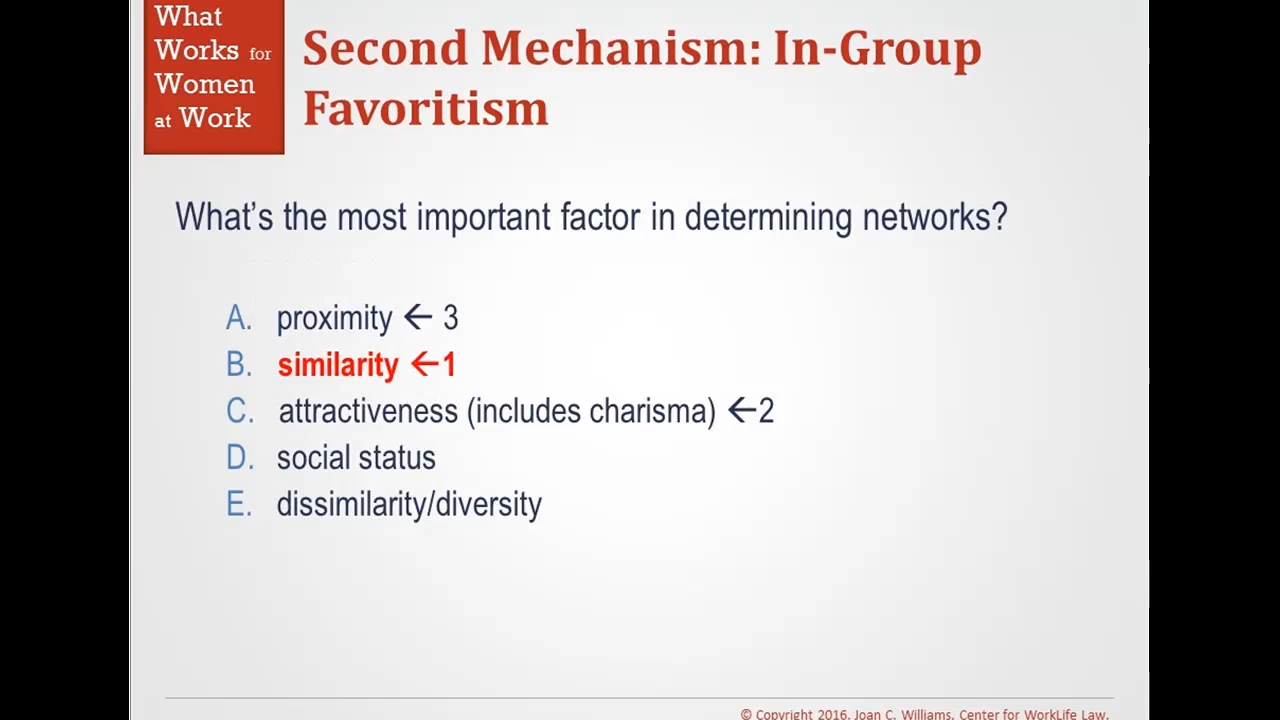 What
Works for
Women
at Work
Second Mechanism: In-Group
Favoritism
What's the most important factor in determining networks?
A. proximity ← 3
B. similarity ←1
C. attractiveness (includes charisma) ←2
D. social status
E. dissimilarity/diversity
© Copyright 2016. Joan C. Williams. Center for WorkLife Law.